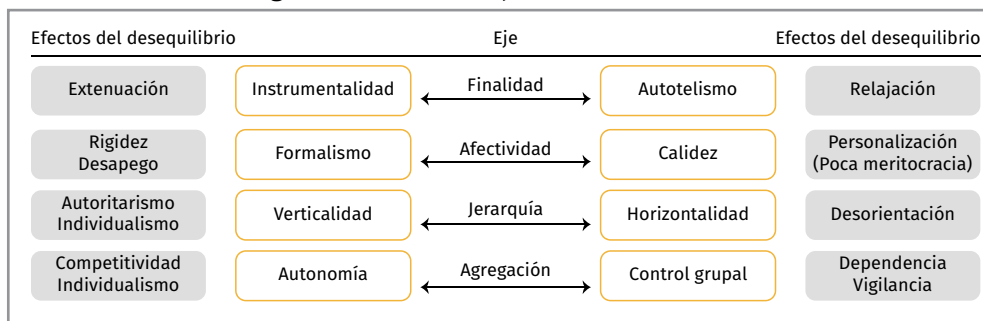 Efectos del desequilibrio Eje Efectos del desequilibrio
Extenuación Instrumentalidad Finalidad Autotelismo Relajación
Rigidez
Desapego
Formalismo Afectividad Calidez
Personalización
(Poca meritocracia)
Autoritarismo
Individualismo
Verticalidad Jerarquía Horizontalidad Desorientación
Competitividad
Individualismo
Autonomía Agregación Control grupal
Dependencia
Vigilancia